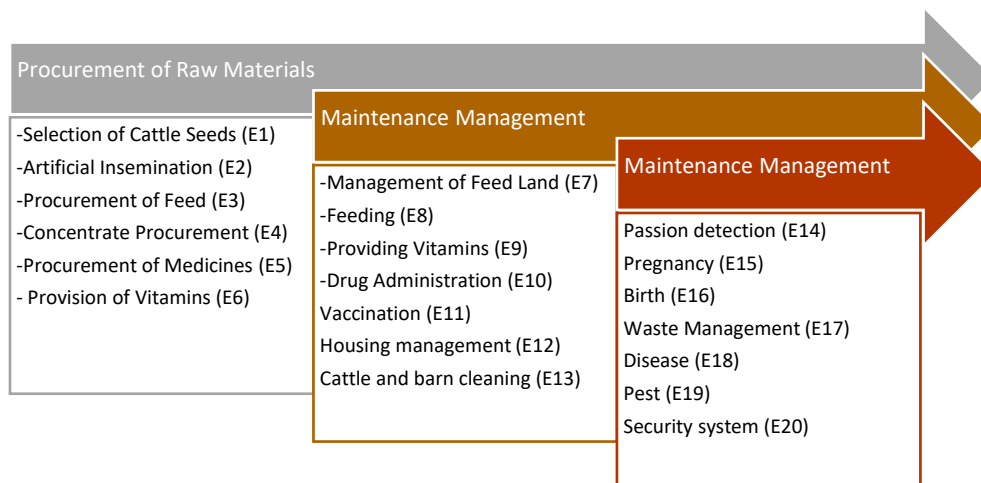 Procurement of Raw Materials
-Selection of Cattle Seeds (E1)
-Artificial Insemination (E2)
-Procurement of Feed (E3)
-Concentrate Procurement (E4)
-Procurement of Medicines (E5)
- Provision of Vitamins (E6)
Maintenance Management
-Management of Feed Land (E7)
-Feeding (E8)
-Providing Vitamins (E9)
-Drug Administration (E10)
Vaccination (E11)
Housing management (E12)
Cattle and barn cleaning (E13)
Maintenance Management
Passion detection (E14)
Pregnancy (E15)
Birth (E16)
Waste Management (E17)
Disease (E18)
Pest (E19)
Security system (E20)